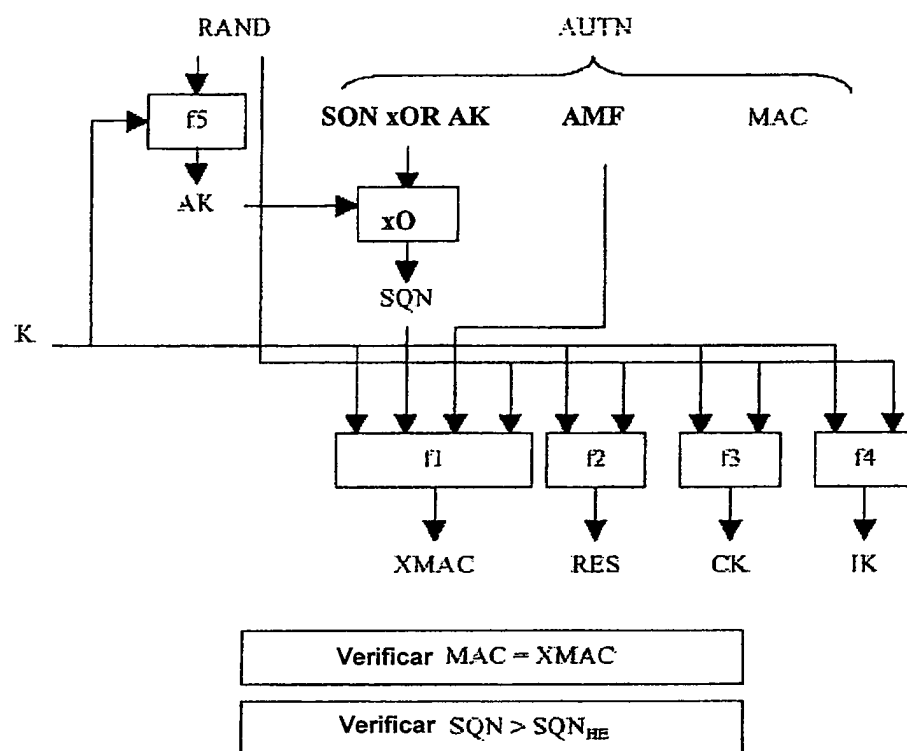 RAND AUTN
f5 SON xOR AK AMF MAC
AK
xO
SQN
K
f1 f2 f3 f4
XMAC RES CK IK
Verificar MAC = XMAC
Verificar SQN > SQN_HE